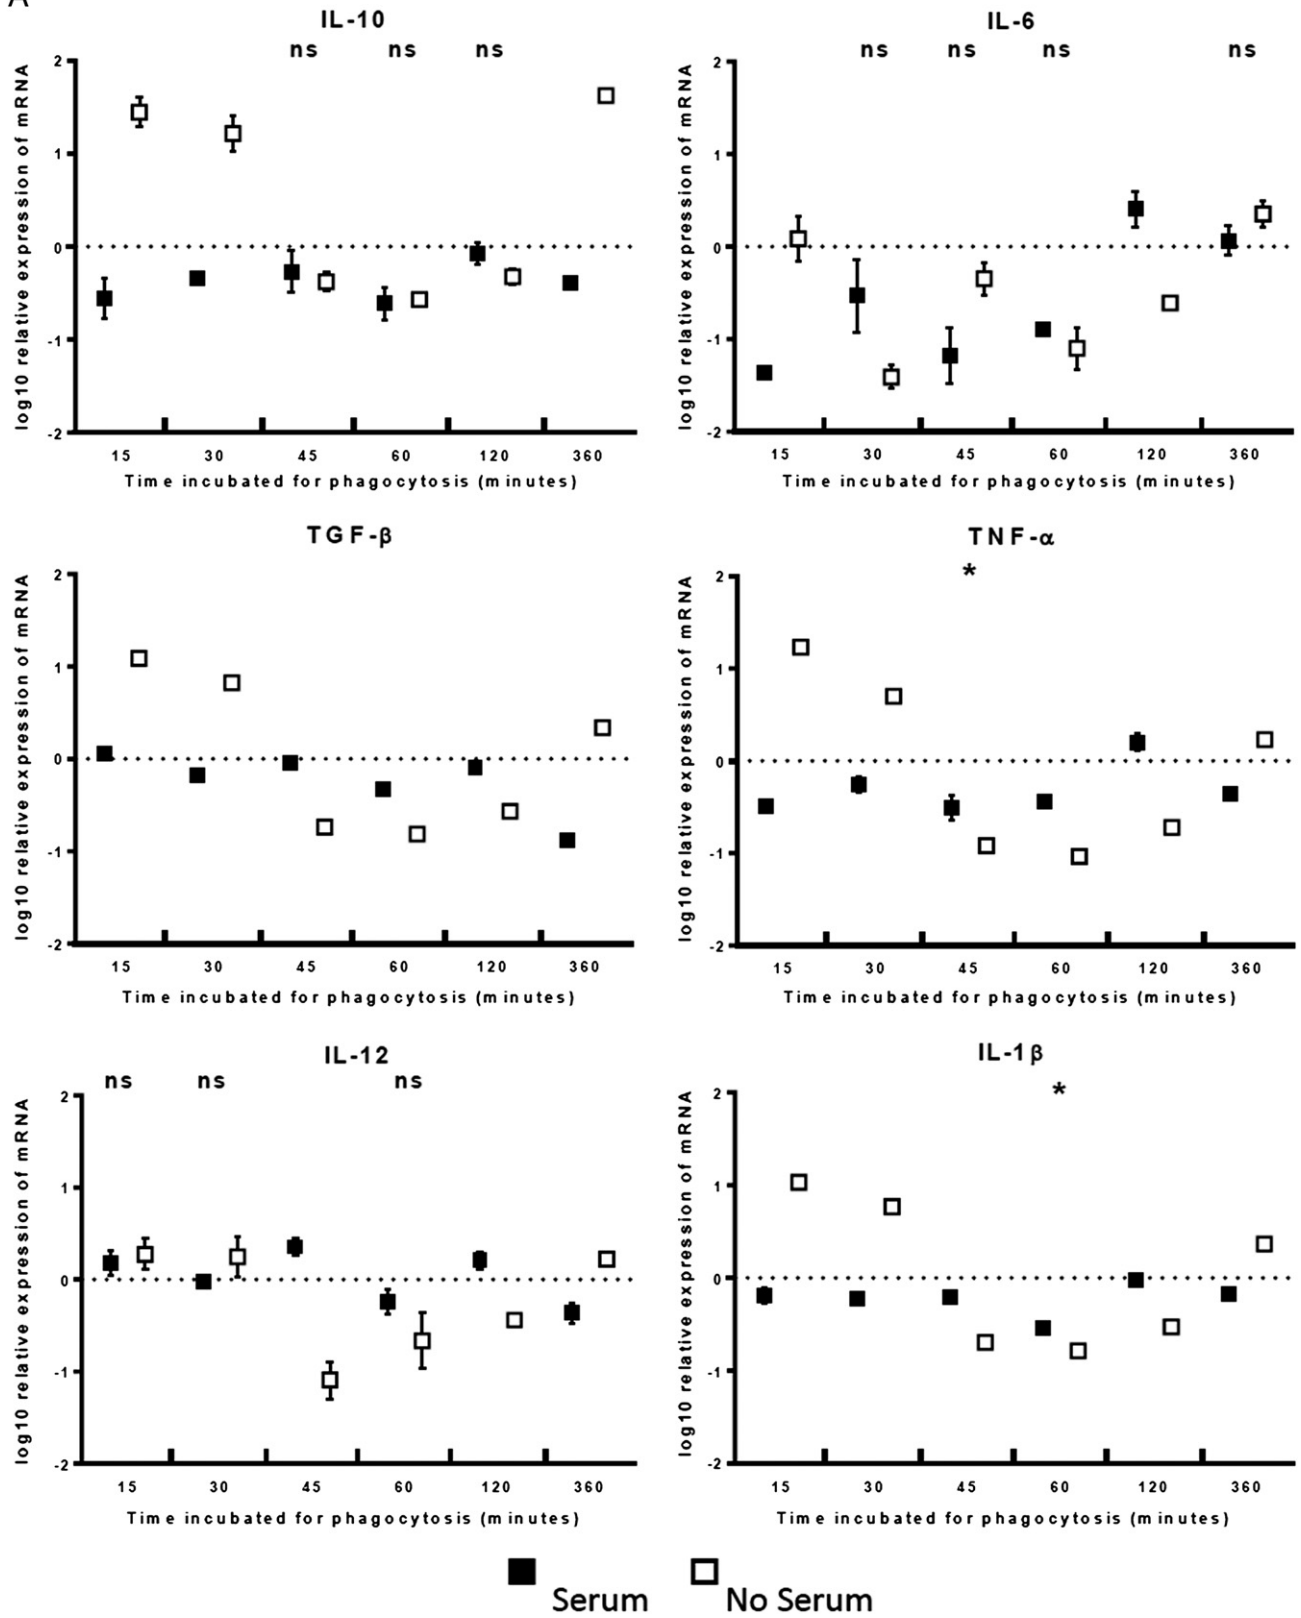 A
IL-10
ns ns ns
log10 relative expression of mRNA
2
1
0
-1
-2
15 30 45 60 120 360
Time incubated for phagocytosis (minutes)
IL-6
ns ns ns ns
log10 relative expression of mRNA
2
1
0
-1
-2
15 30 45 60 120 360
Time incubated for phagocytosis (minutes)
TGF-β
log10 relative expression of mRNA
2
1
0
-1
-2
15 30 45 60 120 360
Time incubated for phagocytosis (minutes)
TNF-α
*
log10 relative expression of mRNA
2
1
0
-1
-2
15 30 45 60 120 360
Time incubated for phagocytosis (minutes)
IL-12
ns ns ns
log10 relative expression of mRNA
2
1
0
-1
-2
15 30 45 60 120 360
Time incubated for phagocytosis (minutes)
IL-1β
*
log10 relative expression of mRNA
2
1
0
-1
-2
15 30 45 60 120 360
Time incubated for phagocytosis (minutes)
Serum No Serum